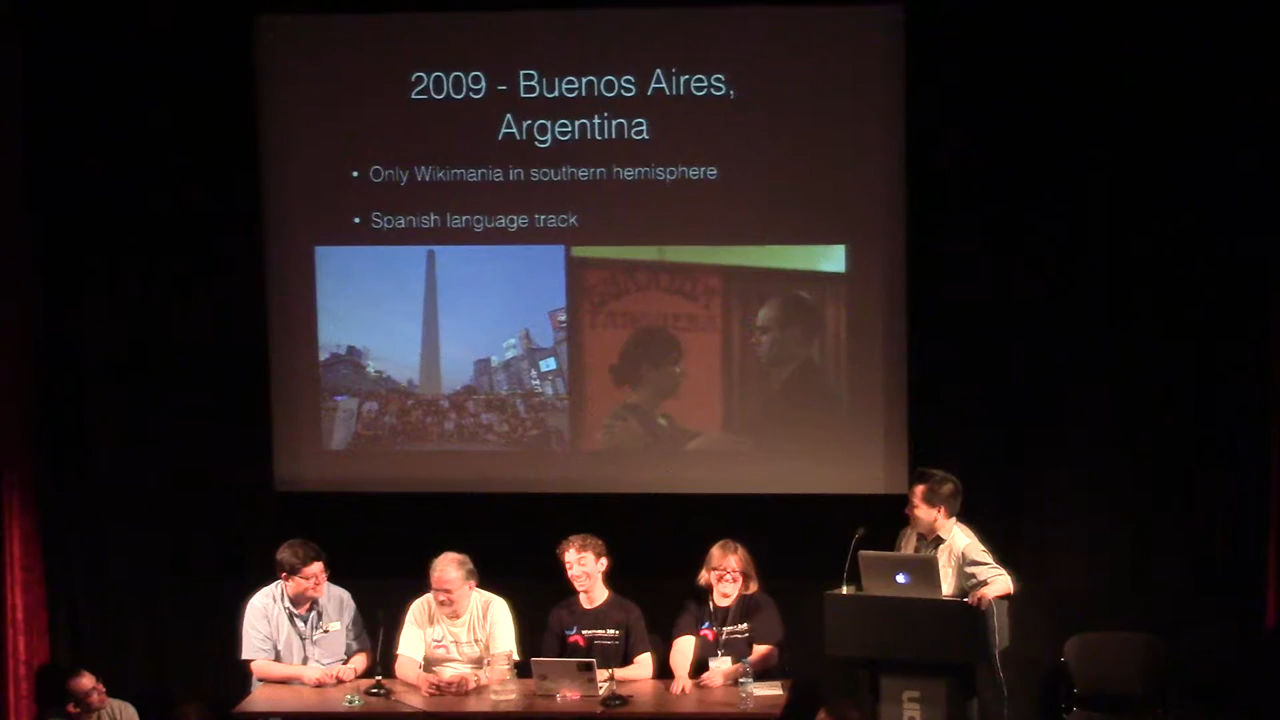 2009 - Buenos Aires,
Argentina
• Only Wikimania in southern hemisphere
• Spanish language track